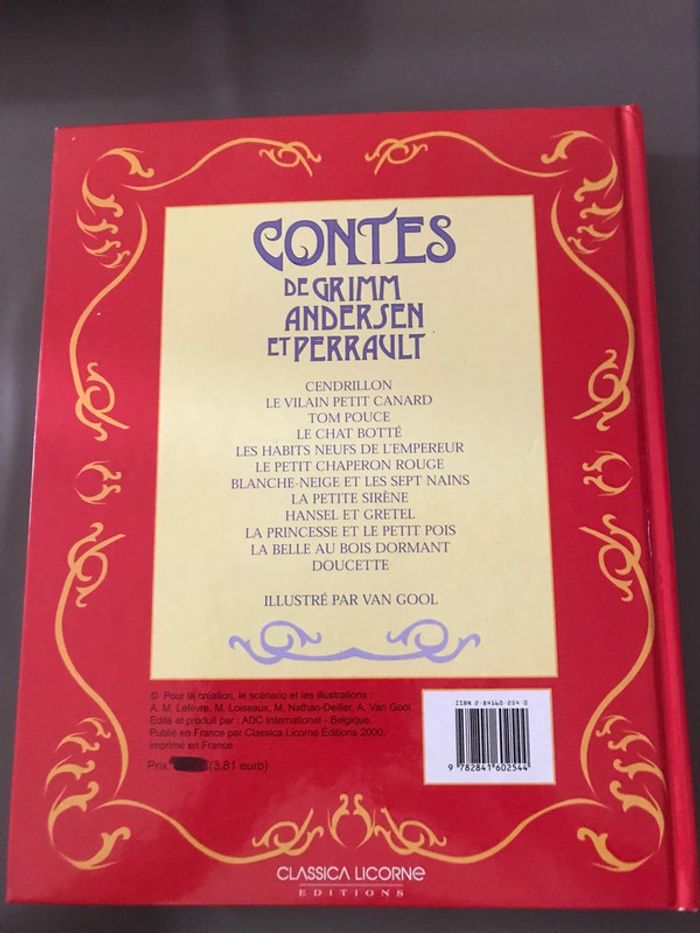 CONTES
DE GRIMM
ANDERSEN
ET PERRAULT
CENDRILLON
LE VILAIN PETIT CANARD
TOM POUCE
LE CHAT BOTTÉ
LES HABITS NEUFS DE L'EMPEREUR
LE PETIT CHAPERON ROUGE
BLANCHE-NEIGE ET LES SEPT NAINS
LA PETITE SIRÈNE
HANSEL ET GRETEL
LA PRINCESSE ET LE PETIT POIS
LA BELLE AU BOIS DORMANT
DOUCETTE
ILLUSTRÉ PAR VAN GOOL
© Pour la création, le scénario et les illustrations :
A. M. Lefèvre, M. Loiseaux, M. Nathan-Deiller, A. Van Gool.
Edité et produit par : ADC International - Belgique.
Publié en France par Classica Licorne Éditions 2000.
Imprimé en France
Prix: (3.81 euro)
ISBN 2-84160-254-0
9 782841 602544
CLASSICA LICORNE
EDITIONS